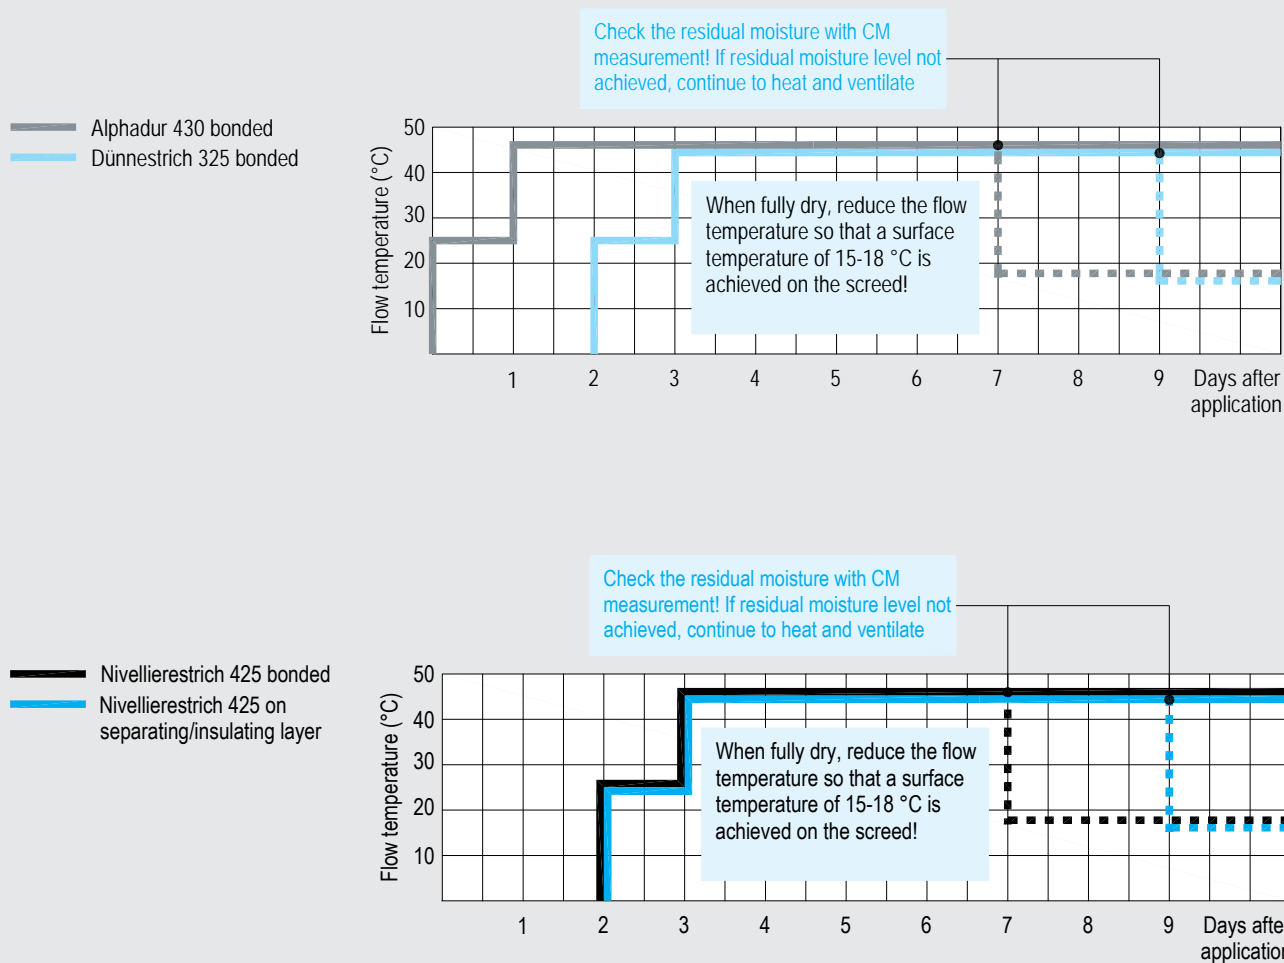 Check the residual moisture with CM
measurement! If residual moisture level not
achieved, continue to heat and ventilate
Alphadur 430 bonded
Dünnestrich 325 bonded
Flow temperature (°C)
50
40
30
20
10
When fully dry, reduce the flow
temperature so that a surface
temperature of 15-18 °C is
achieved on the screed!
1 2 3 4 5 6 7 8 9 Days after
application
Check the residual moisture with CM
measurement! If residual moisture level not
achieved, continue to heat and ventilate
Nivellierestrich 425 bonded
Nivellierestrich 425 on
separating/insulating layer
Flow temperature (°C)
50
40
30
20
10
When fully dry, reduce the flow
temperature so that a surface
temperature of 15-18 °C is
achieved on the screed!
1 2 3 4 5 6 7 8 9 Days after
application